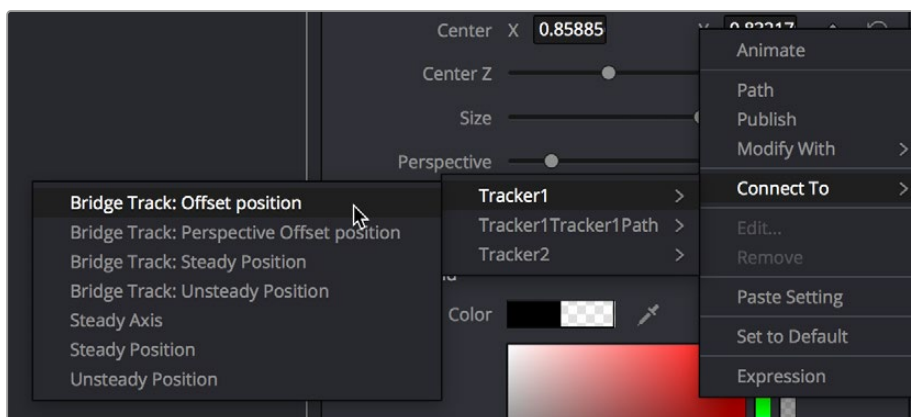 Center X 0.85885 Y 0.83217
Center Z
Size
Perspective
Color
Animate
Path
Publish
Modify With
Connect To
Edit...
Remove
Paste Setting
Set to Default
Expression
Tracker1
Tracker1Tracker1Path
Tracker2
Bridge Track: Offset position
Bridge Track: Perspective Offset position
Bridge Track: Steady Position
Bridge Track: Unsteady Position
Steady Axis
Steady Position
Unsteady Position